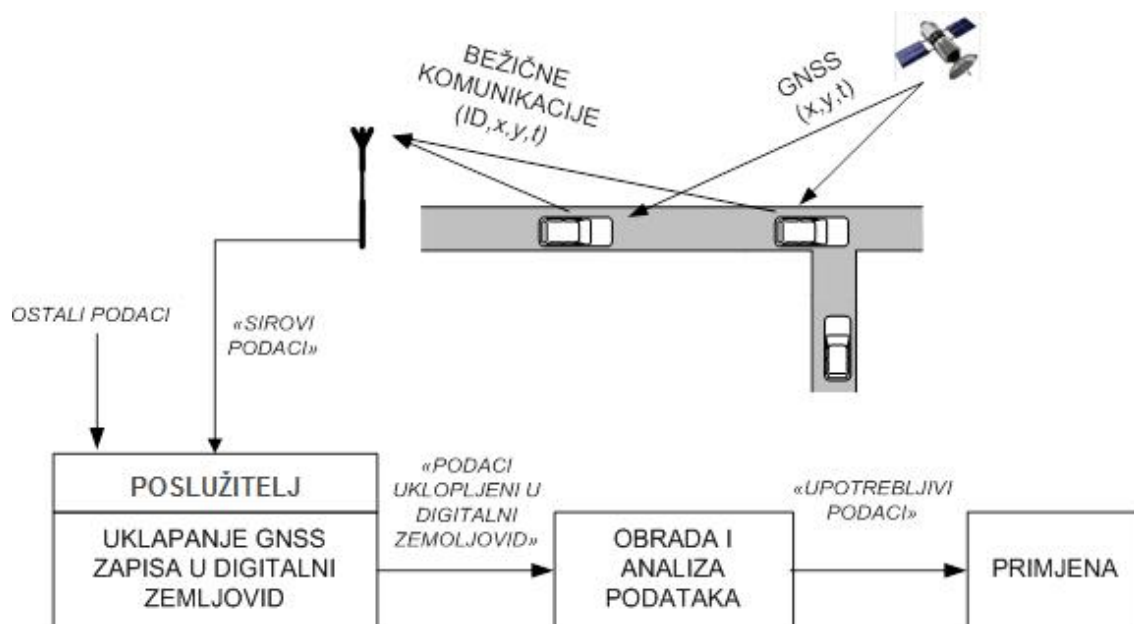 BEŽIČNE
KOMUNIKACIJE
(ID,x,y,t)
GNSS
(x,y,t)
OSTALI PODACI
«SIROVI
PODACI»
POSLUŽITELJ
UKLAPANJE GNSS
ZAPISA U DIGITALNI
ZEMLJOVID
«PODACI
UKLOPLJENI U
DIGITALNI
ZEMOLJOVID»
OBRADA I
ANALIZA
PODATAKA
«UPOTREBLJIVI
PODACI»
PRIMJENA